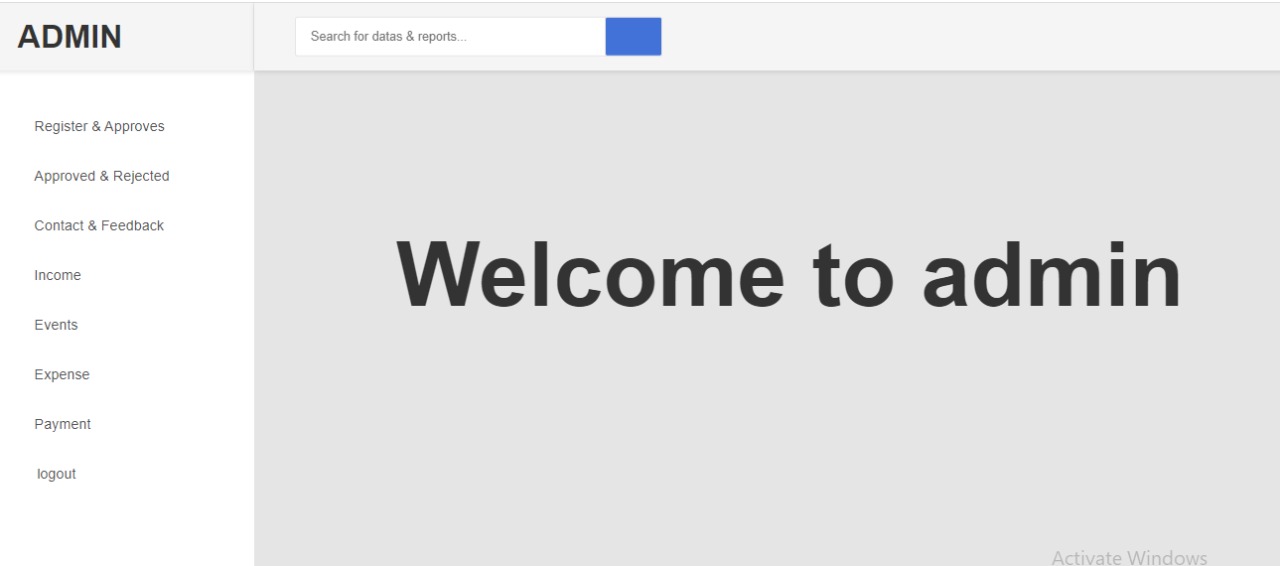 ADMIN
Search for datas & reports...
Register & Approves
Approved & Rejected
Contact & Feedback
Income
Events
Expense
Payment
logout
Welcome to admin
Activate Windows